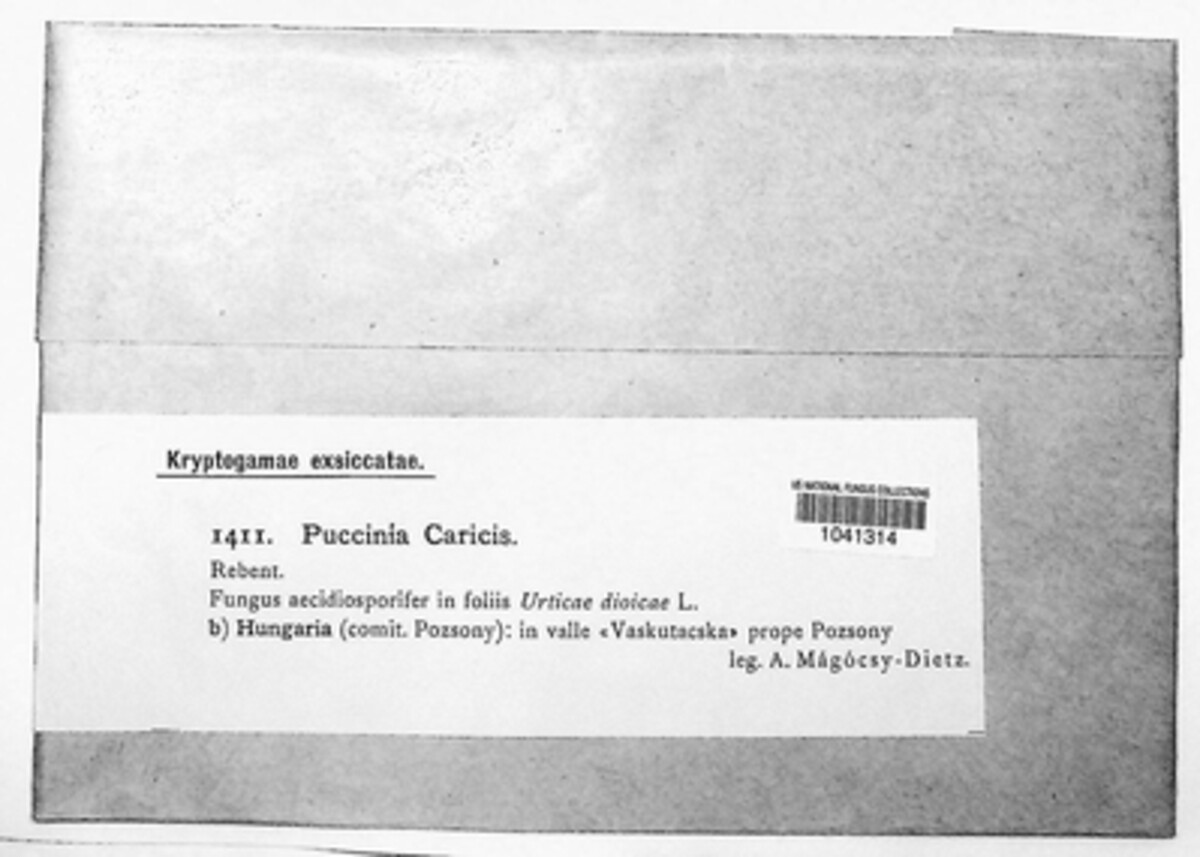 Kryptogamae exsiccatae.
US NATIONAL FUNGUS COLLECTIONS
1041314
1411. Puccinia Caricis.
Rebent.
Fungus aecidiosporifer in foliis Urticae dioicae L.
b) Hungaria (comit. Pozsony): in valle «Vaskutacska» prope Pozsony
leg. A. Mágócsy-Dietz.